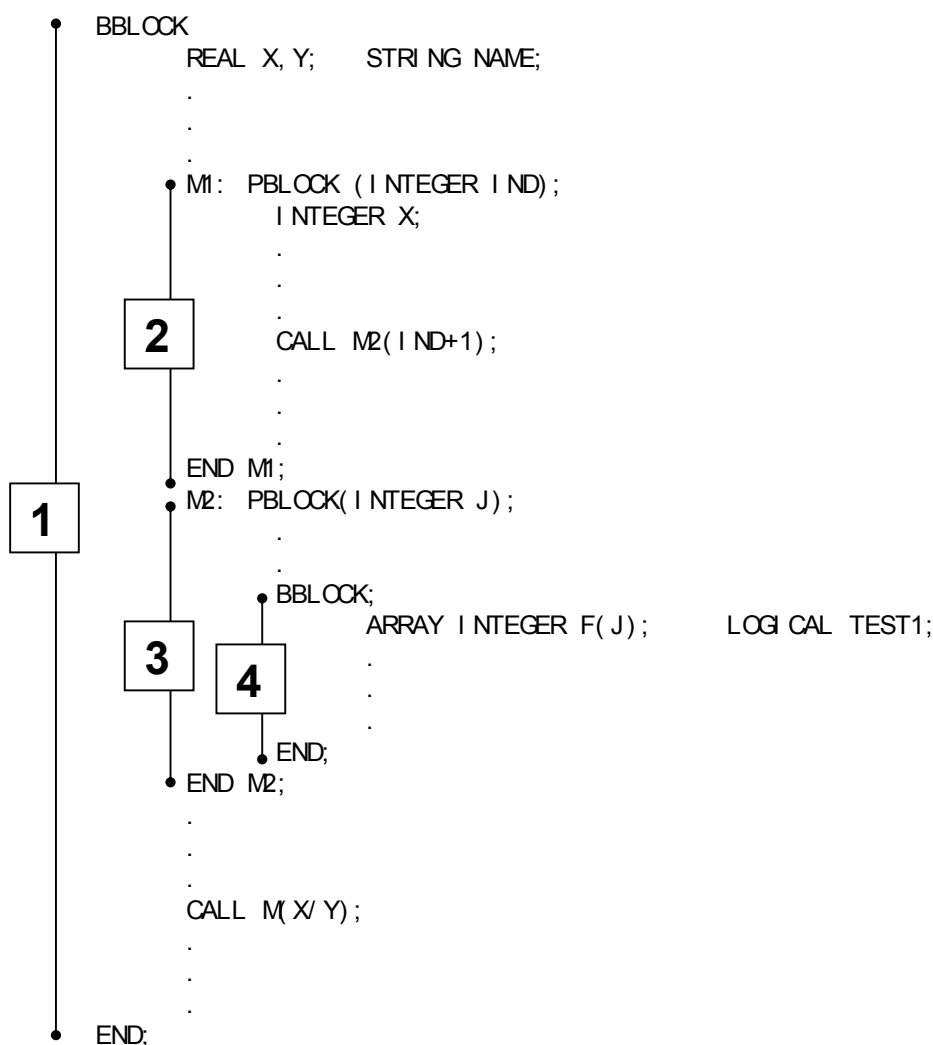 BBLOCK
REAL X, Y; STRING NAME;
.
.
.
M1: PBLOCK (INTEGER IND);
INTEGER X;
.
.
.
2
CALL M2(IND+1);
.
.
.
END M1;
1
M2: PBLOCK(INTEGER J);
.
.
BBLOCK;
ARRAY INTEGER F(J); LOGICAL TEST1;
3
4
.
.
.
END;
END M2;
.
.
.
CALL M(X/Y);
.
.
.
END;